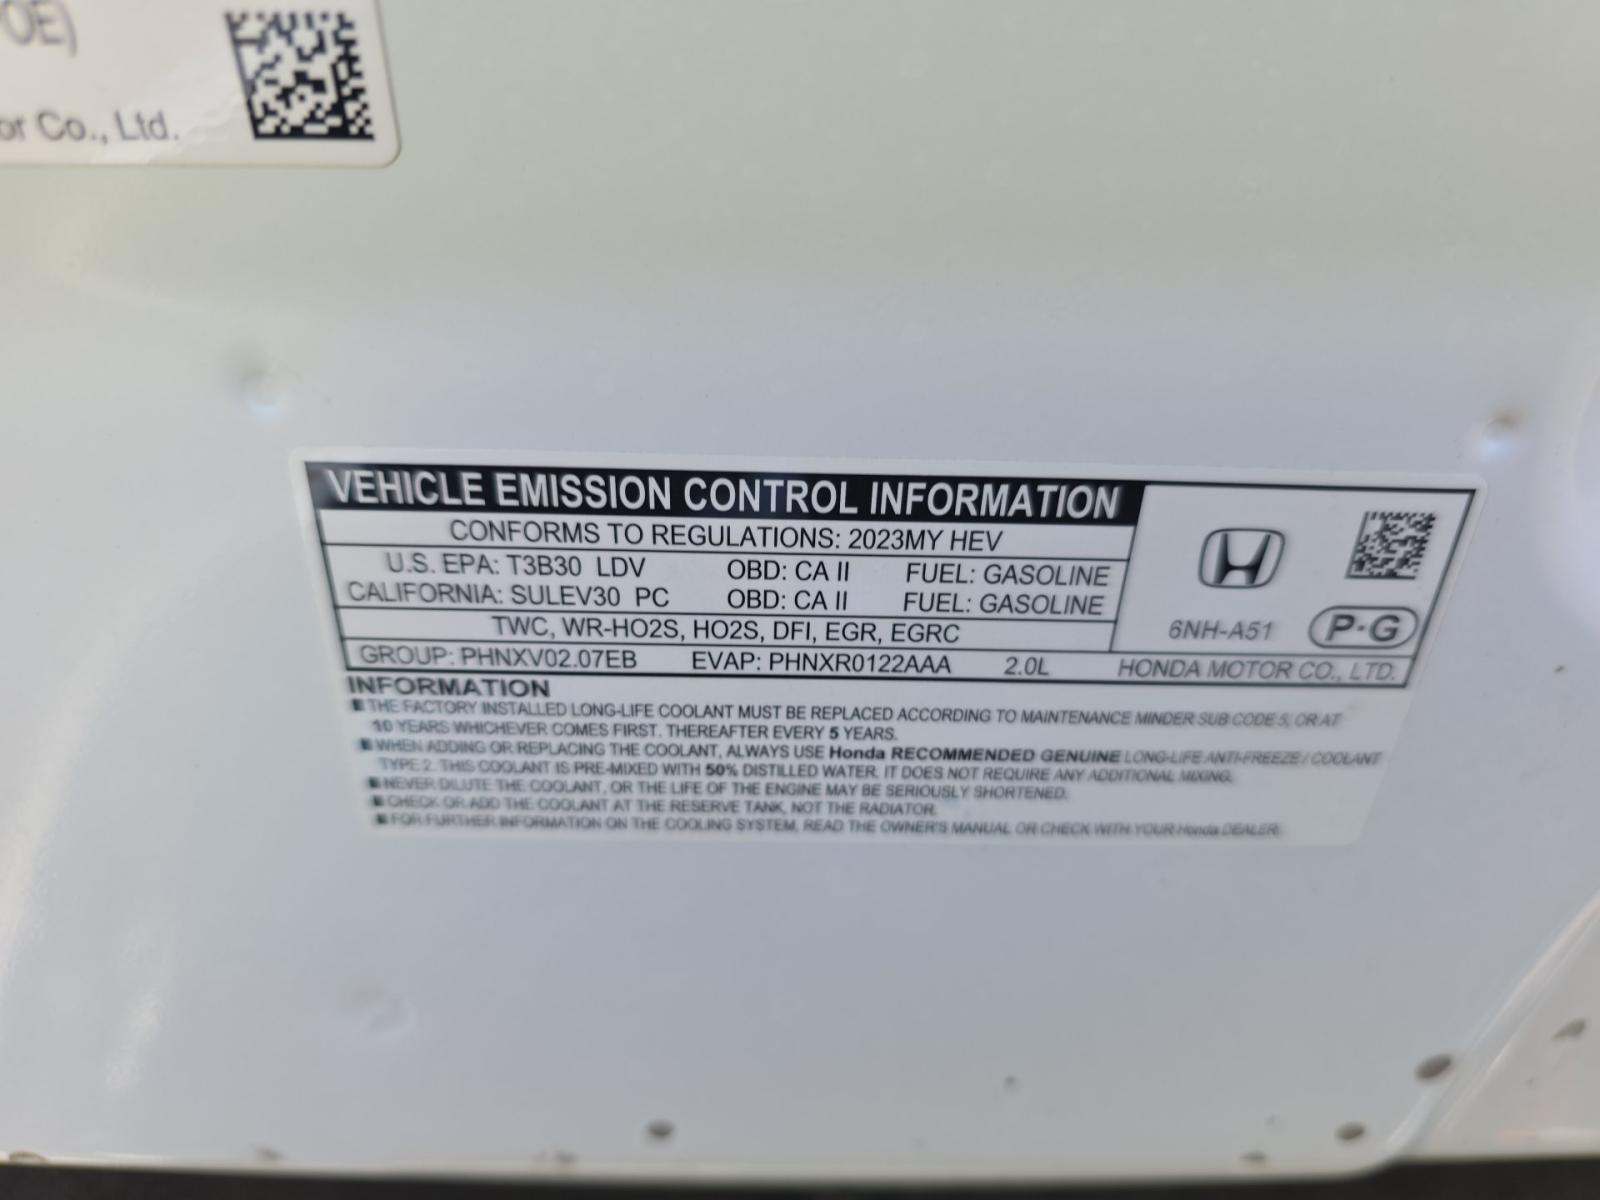 OE)
or Co., Ltd.
VEHICLE EMISSION CONTROL INFORMATION
CONFORMS TO REGULATIONS: 2023MY HEV
U.S. EPA: T3B30 LDV OBD: CA II FUEL: GASOLINE
CALIFORNIA: SULEV30 PC OBD: CA II FUEL: GASOLINE
TWC, WR-HO2S, HO2S, DFI, EGR, EGRC
6NH-A51 P-G
GROUP: PHNXV02.07EB EVAP: PHNXR0122AAA 2.0L HONDA MOTOR CO., LTD.
INFORMATION
■ THE FACTORY INSTALLED LONG-LIFE COOLANT MUST BE REPLACED ACCORDING TO MAINTENANCE MINDER SUB CODE 5, OR AT
10 YEARS WHICHEVER COMES FIRST. THEREAFTER EVERY 5 YEARS.
■ WHEN ADDING OR REPLACING THE COOLANT, ALWAYS USE Honda RECOMMENDED GENUINE LONG-LIFE ANTI-FREEZE / COOLANT
TYPE 2. THIS COOLANT IS PRE-MIXED WITH 50% DISTILLED WATER. IT DOES NOT REQUIRE ANY ADDITIONAL MIXING.
■ NEVER DILUTE THE COOLANT, OR THE LIFE OF THE ENGINE MAY BE SERIOUSLY SHORTENED.
■ CHECK OR ADD THE COOLANT AT THE RESERVE TANK, NOT THE RADIATOR.
■ FOR FURTHER INFORMATION ON THE COOLING SYSTEM, READ THE OWNER'S MANUAL OR CHECK WITH YOUR Honda DEALER.